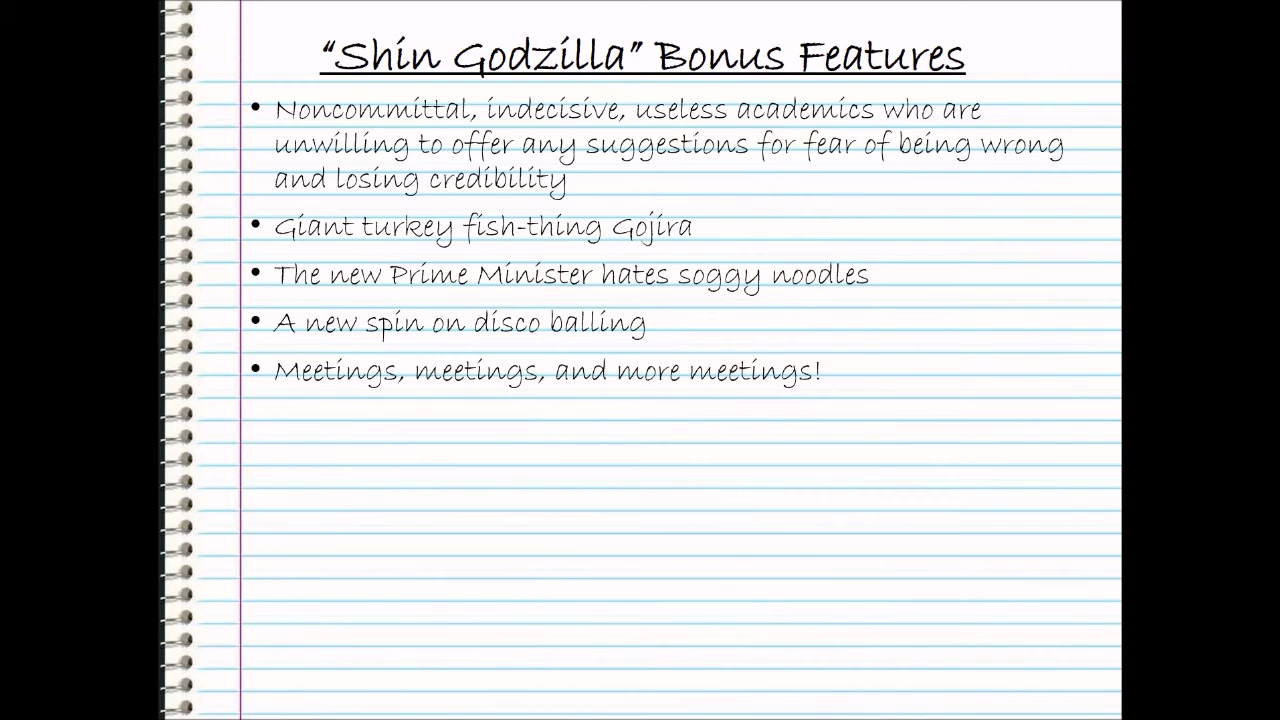 “Shin Godzilla” Bonus Features
• Noncommittal, indecisive, useless academics who are
unwilling to offer any suggestions for fear of being wrong
and losing credibility
• Giant turkey fish-thing Gojira
• The new Prime Minister hates soggy noodles
• A new spin on disco balling
• Meetings, meetings, and more meetings!